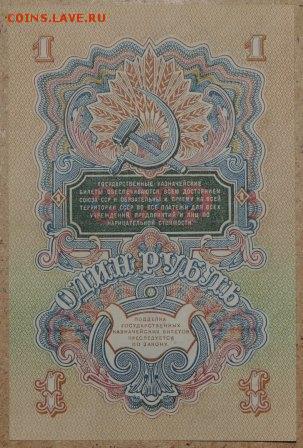 COINS.LAVE.RU
1 1
ГОСУДАРСТВЕННЫЕ КАЗНАЧЕЙСКИЕ
БИЛЕТЫ ОБЕСПЕЧИВАЮТСЯ ВСЕМ ДОСТОЯНИЕМ
СОЮЗА ССР И ОБЯЗАТЕЛЬНЫ К ПРИЕМУ НА ВСЕЙ
ТЕРРИТОРИИ СССР ВО ВСЕ ПЛАТЕЖИ ДЛЯ ВСЕХ
УЧРЕЖДЕНИЙ, ПРЕДПРИЯТИЙ И ЛИЦ ПО
НАРИЦАТЕЛЬНОЙ СТОИМОСТИ.
ОДИН РУБЛЬ
ПОДДЕЛКА
ГОСУДАРСТВЕННЫХ
КАЗНАЧЕЙСКИХ БИЛЕТОВ
ПРЕСЛЕДУЕТСЯ
ПО ЗАКОНУ.
1 1